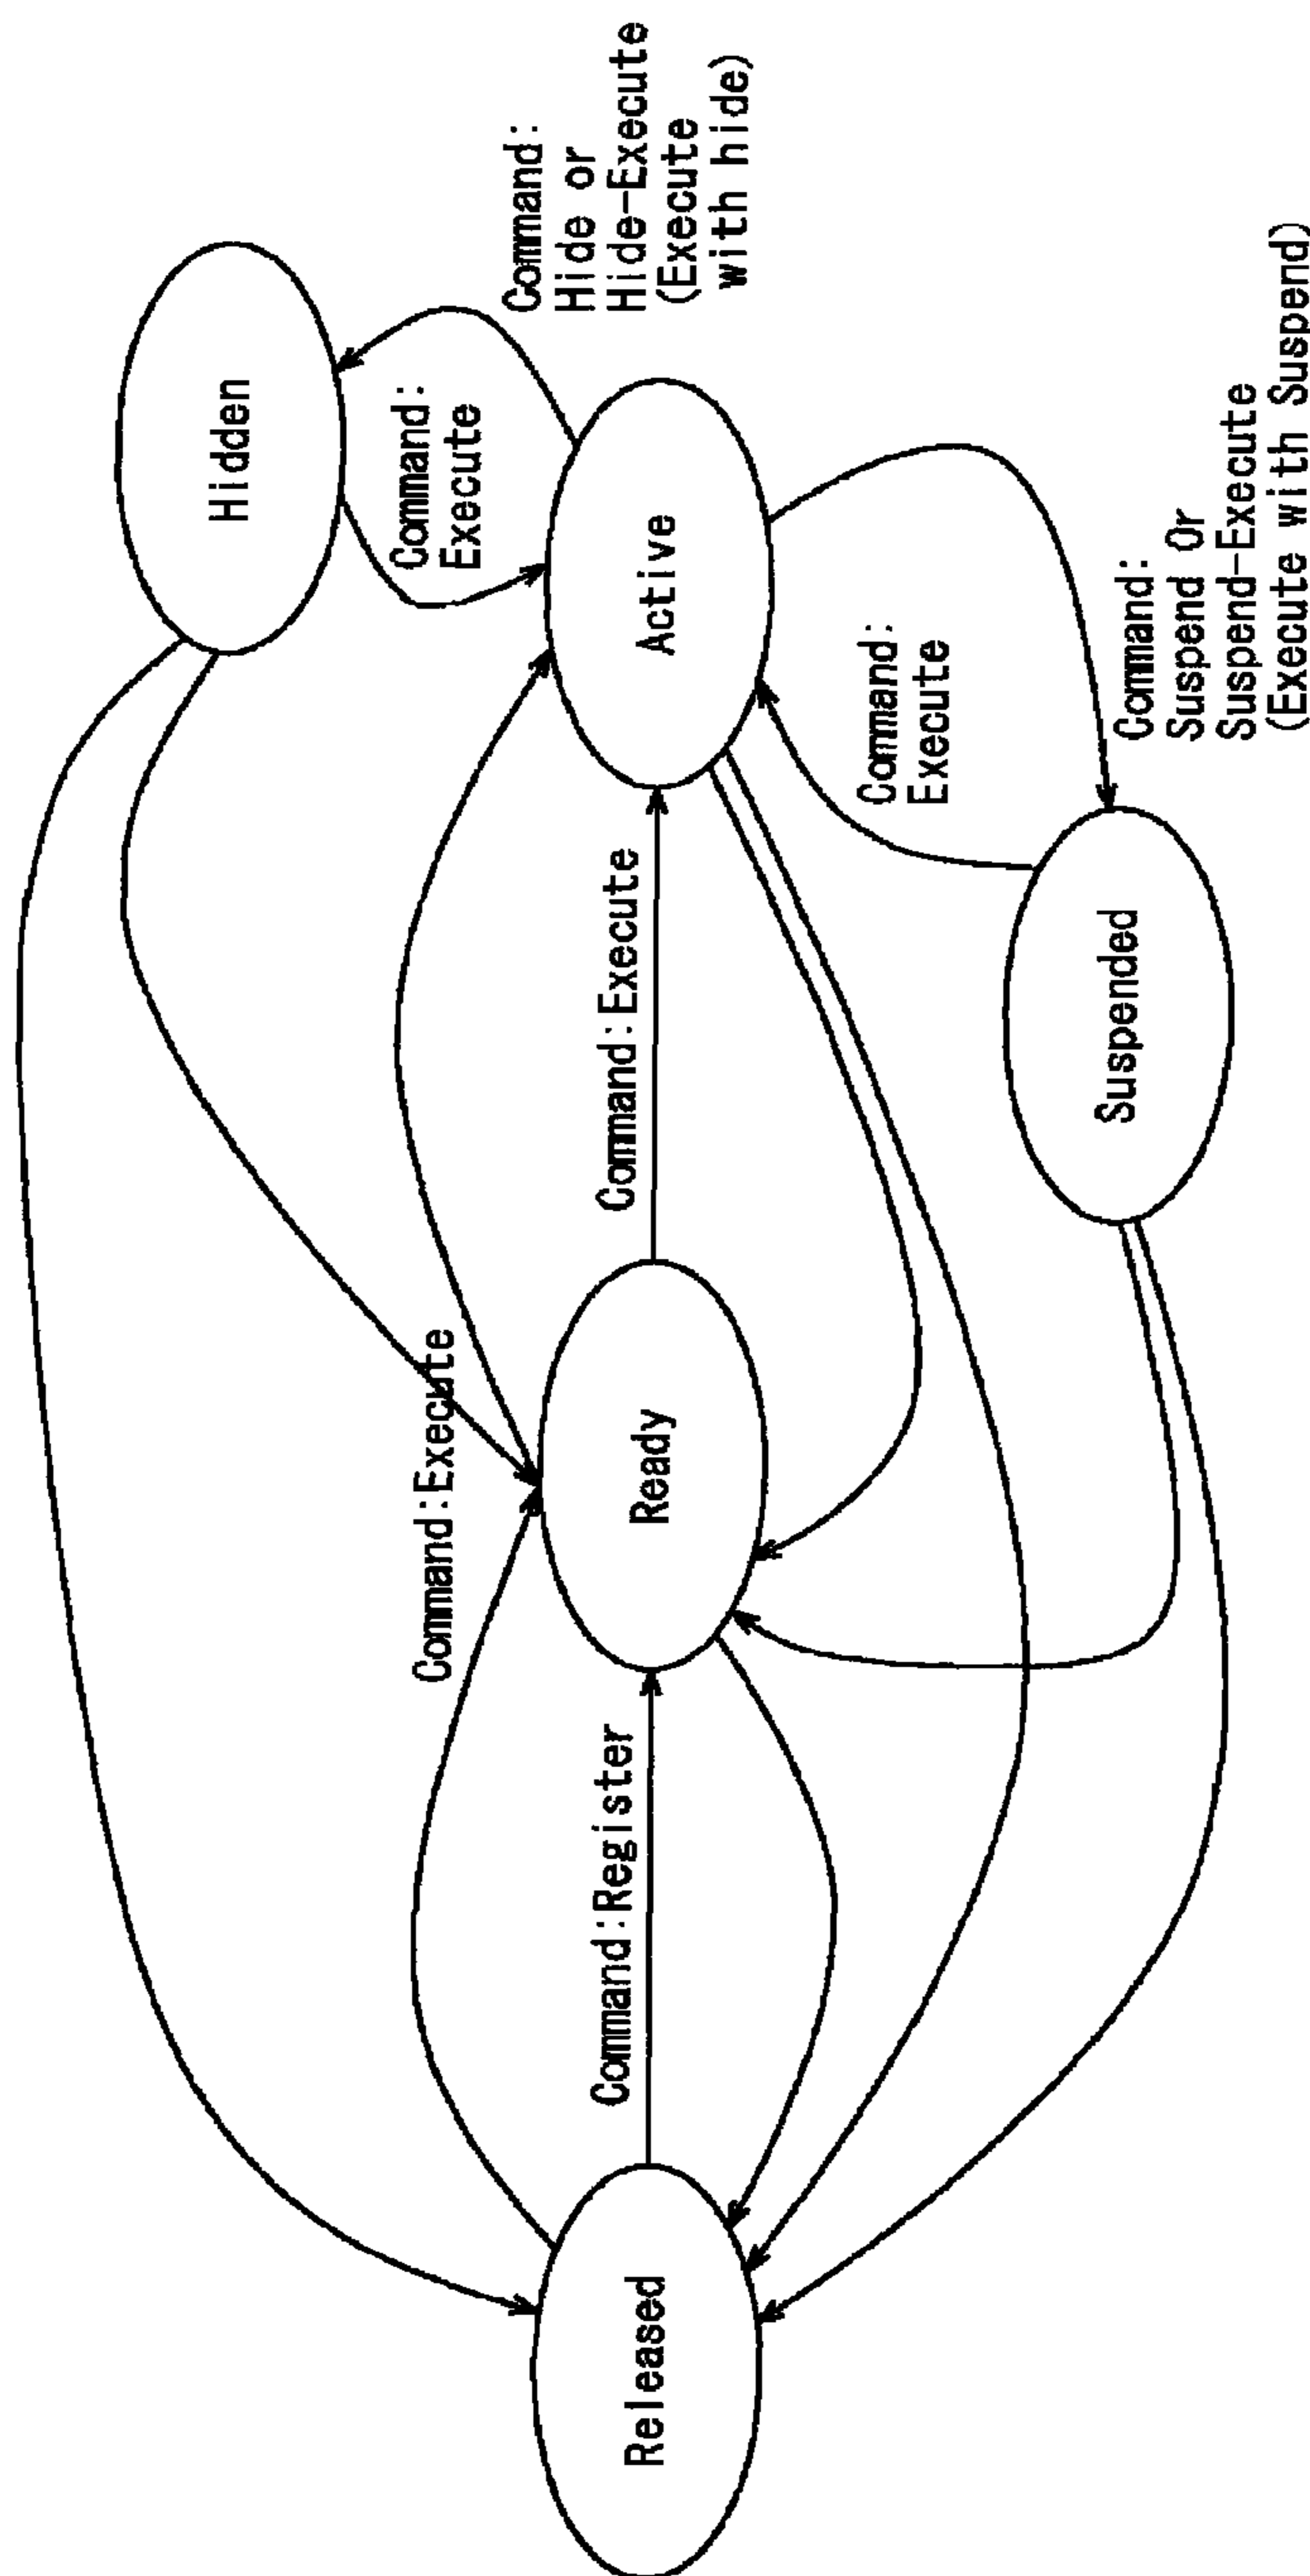 Hidden
Command:
Hide or
Hide-Execute
(Execute
with hide)
Command:
Execute
Command:Execute
Command:Register
Command:Execute
Released
Ready
Active
Command:
Execute
Suspended
Command:
Suspend Or
Suspend-Execute
(Execute with Suspend)